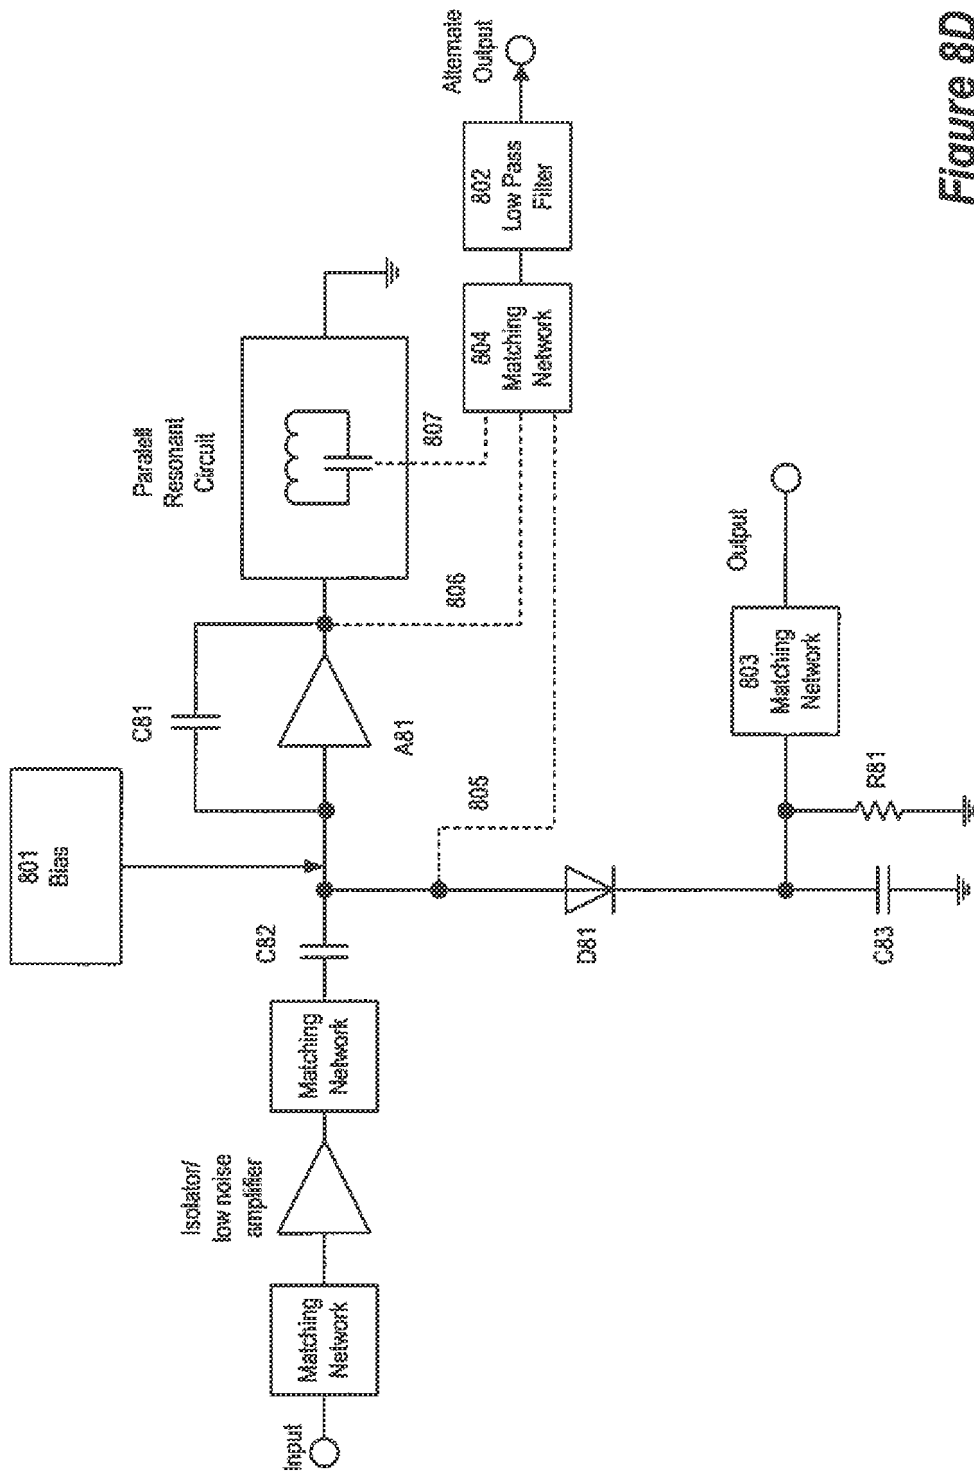 Input
Matching
Network
Isolator/
low noise
amplifier
Matching
Network
C82
801
Bias
C81
A81
805
806
Paralell
Resonant
Circuit
807
804
Matching
Network
802
Low Pass
Filter
Alternate
Output
D81
C83
R81
803
Matching
Network
Output
Figure 8D